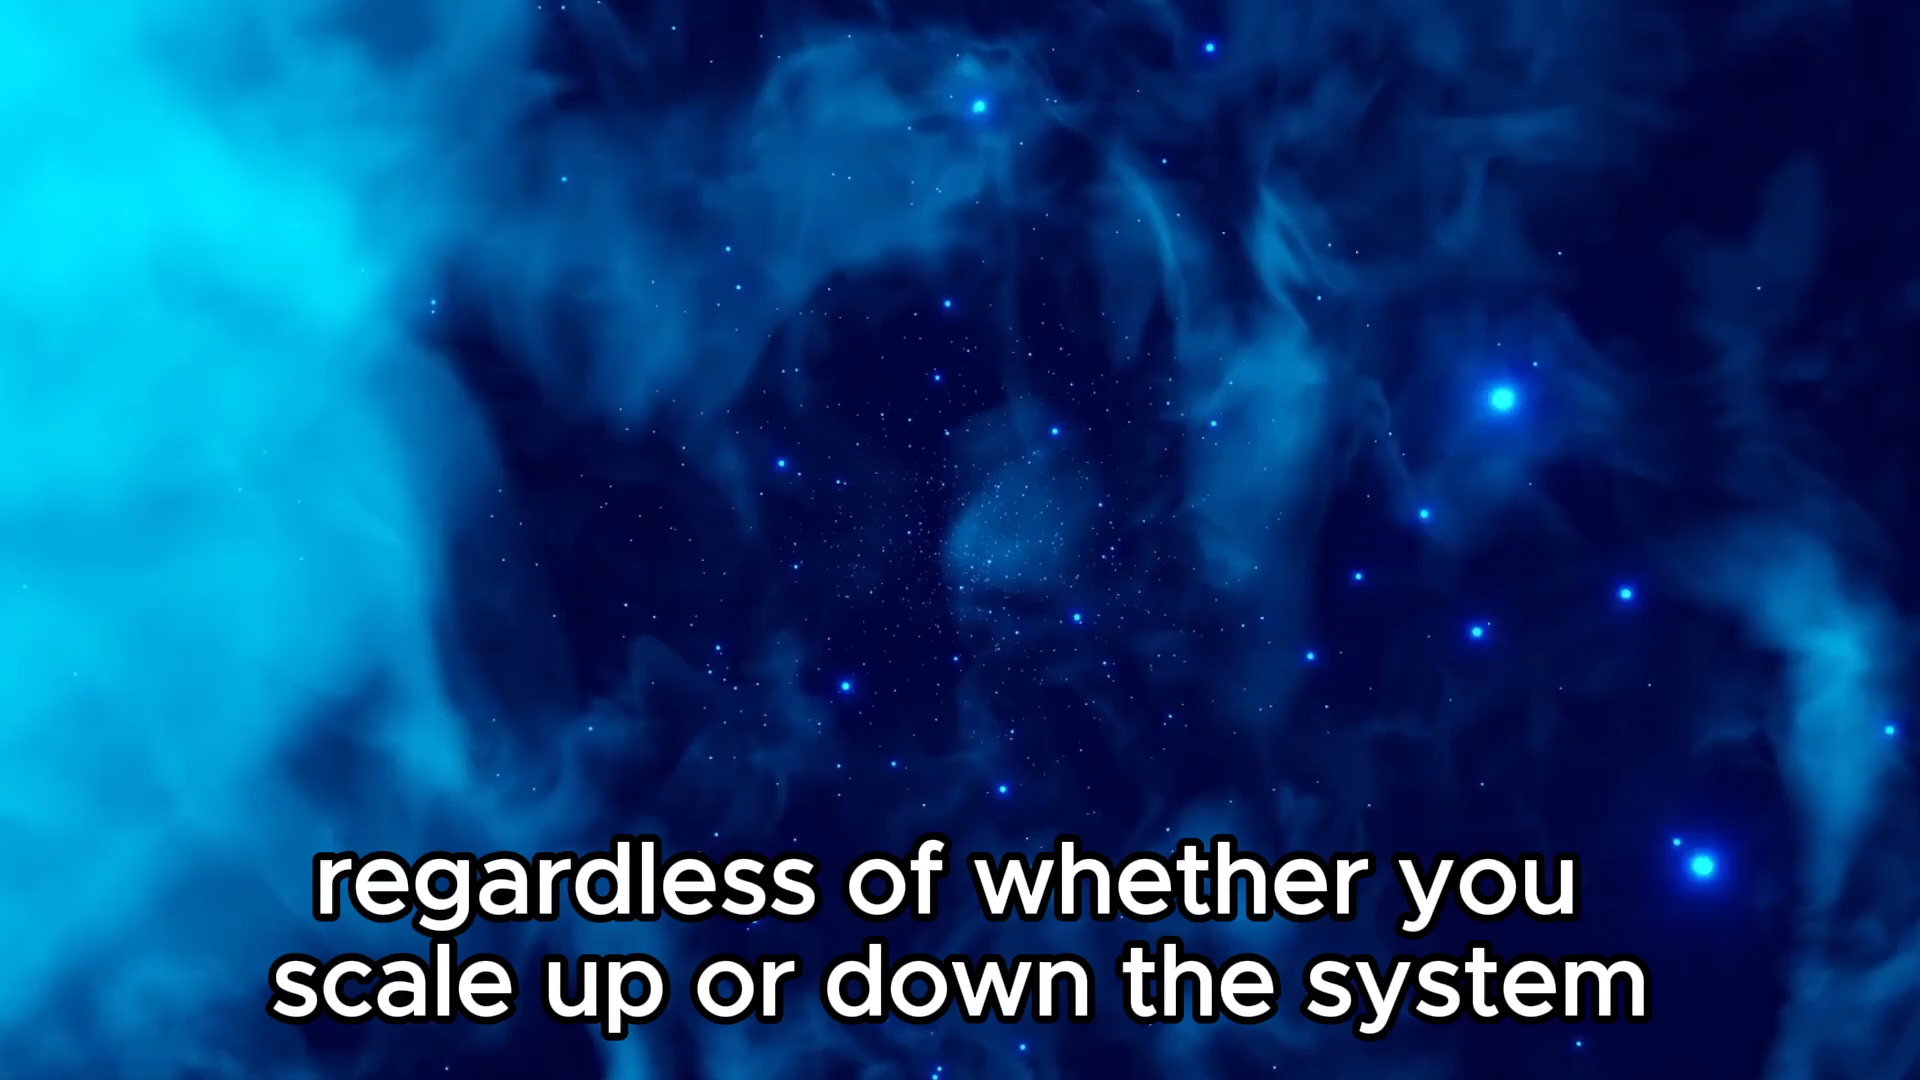 regardless of whether you
scale up or down the system